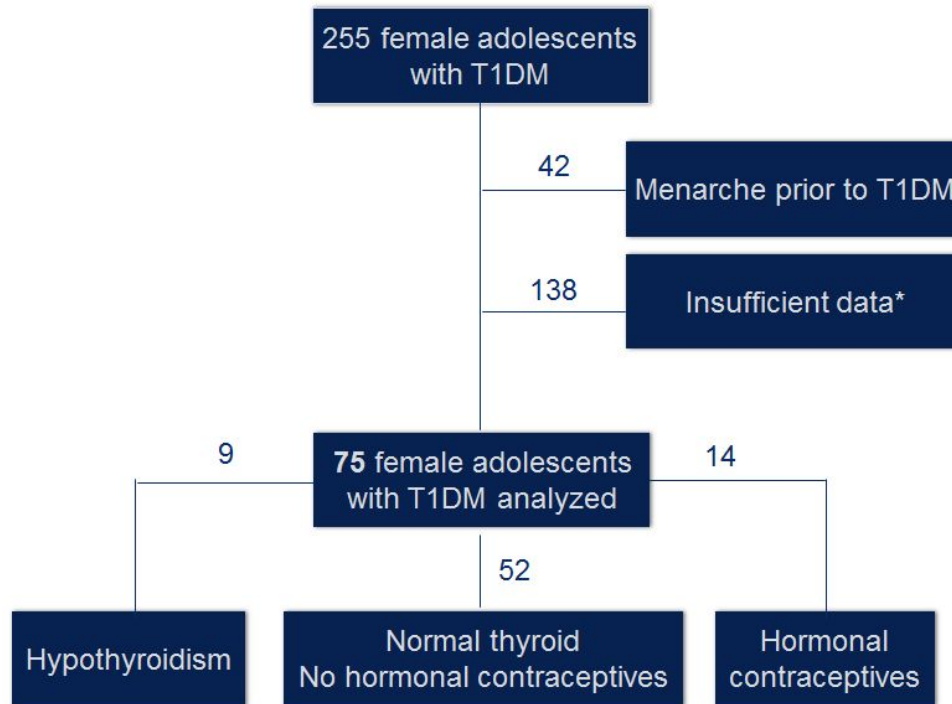 255 female adolescents
with T1DM
42
Menarche prior to T1DM
138
Insufficient data*
9
75 female adolescents
with T1DM analyzed
14
52
Hypothyroidism
Normal thyroid
No hormonal contraceptives
Hormonal
contraceptives